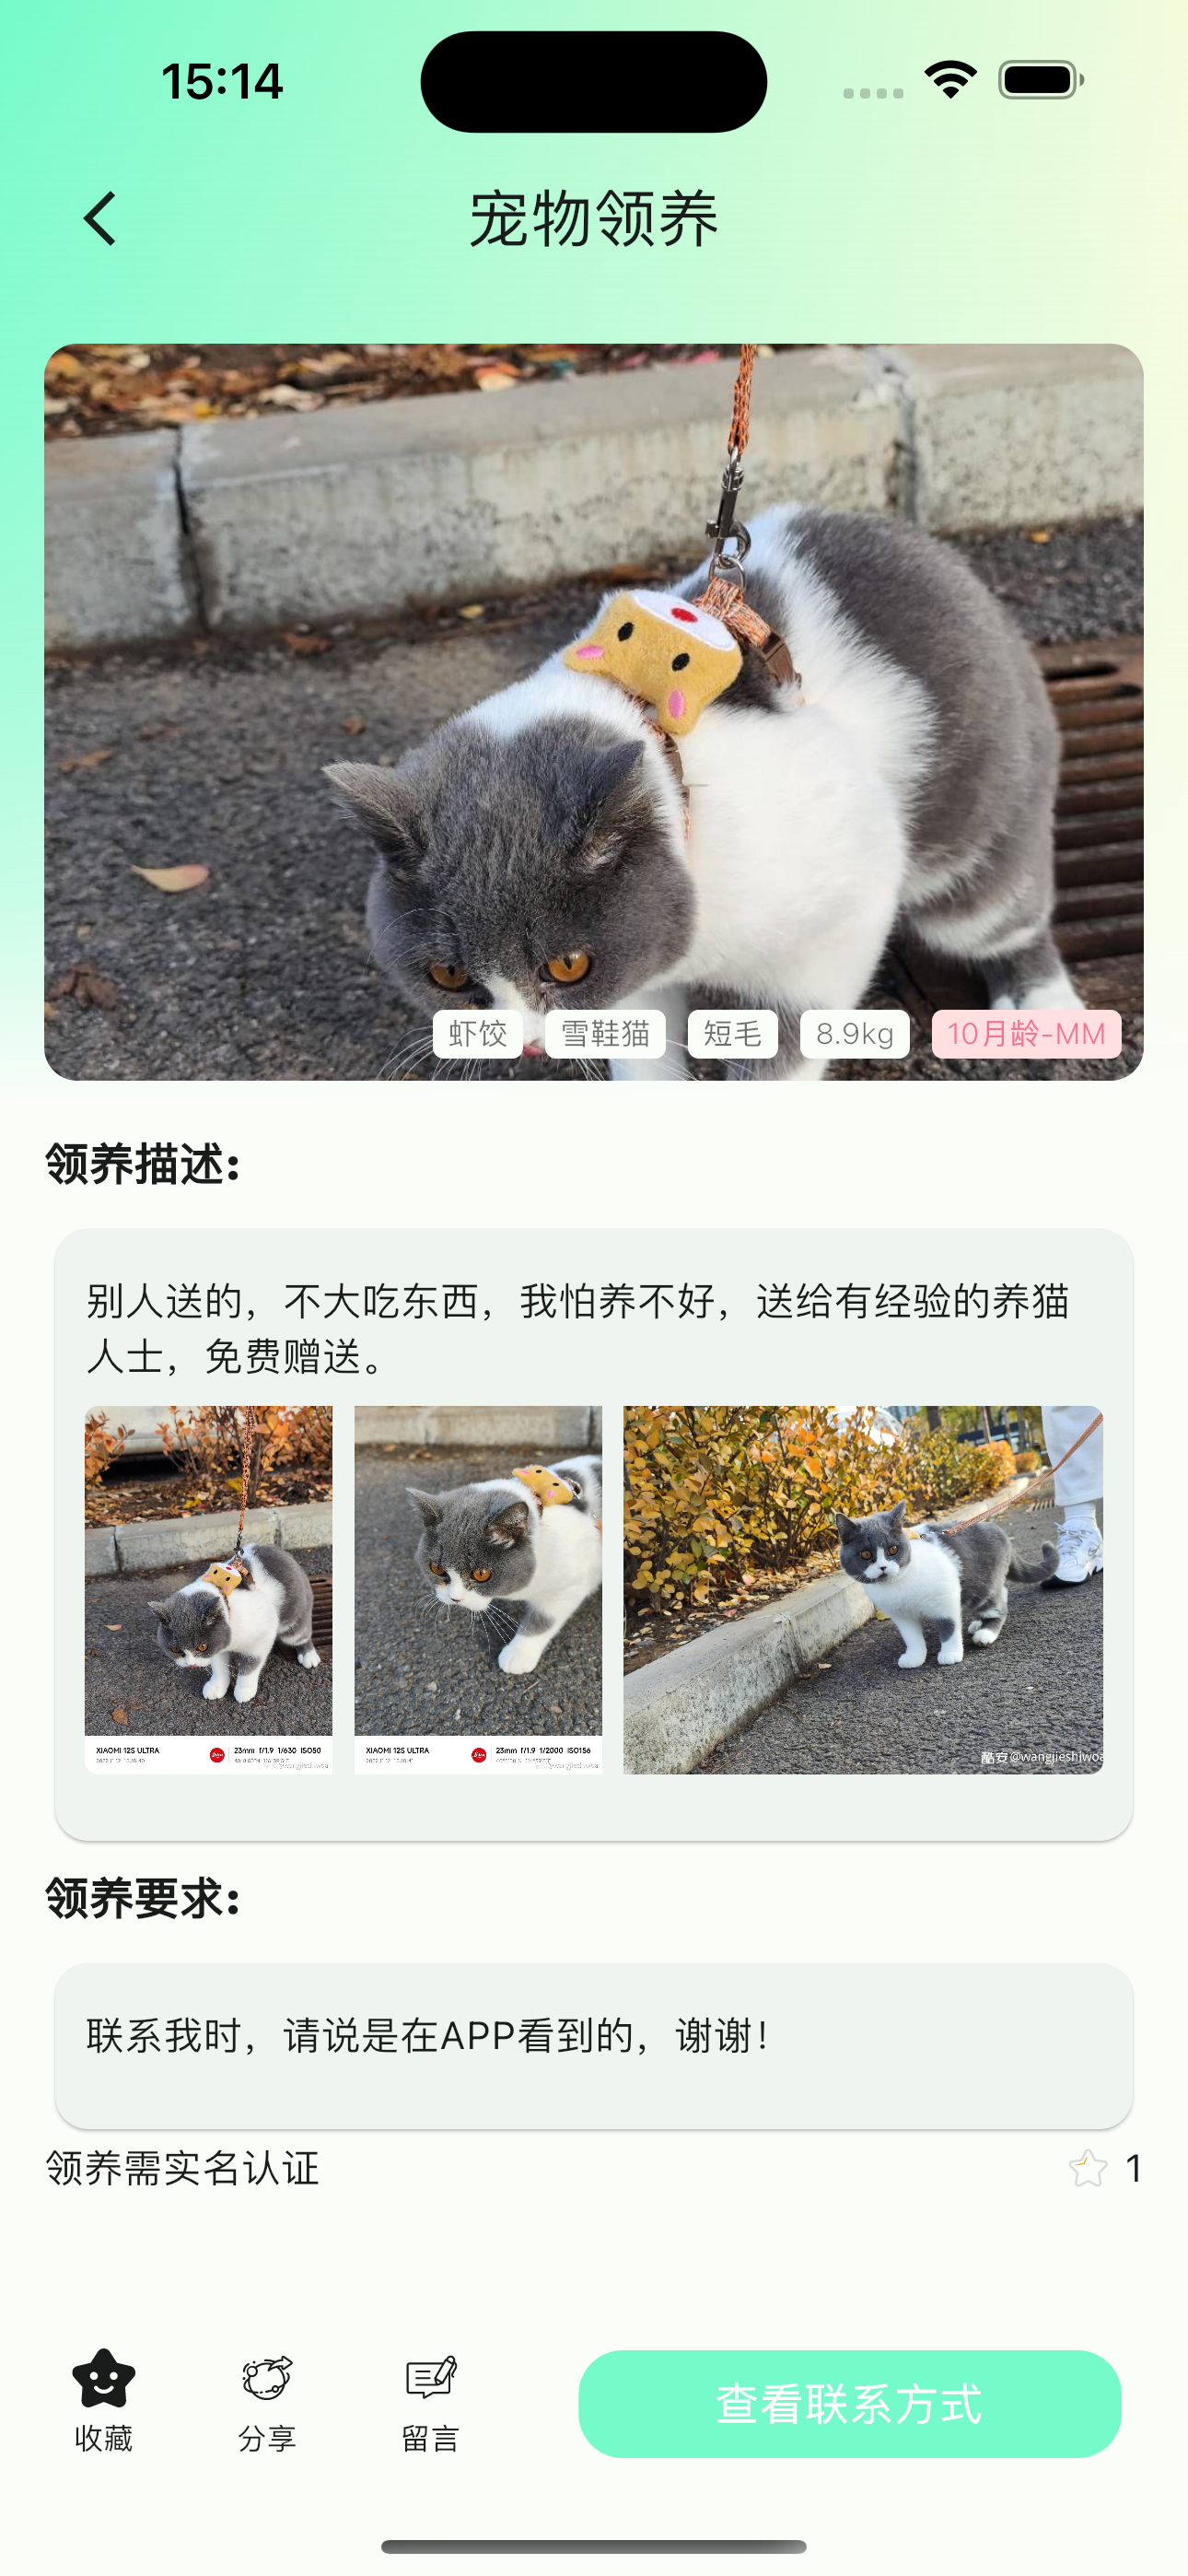 15:14
宠物领养
虾饺
雪鞋猫
短毛
8.9kg
10月龄-MM
领养描述:
别人送的，不大吃东西，我怕养不好，送给有经验的养猫
人士，免费赠送。
XIAOMI 12S ULTRA
23mm f/1.9 1/630 ISO50
XIAOMI 12S ULTRA
23mm f/1.9 1/2000 ISO156
酷安@wangjieshiwoa
领养要求:
联系我时，请说是在APP看到的，谢谢！
领养需实名认证
1
收藏
分享
留言
查看联系方式